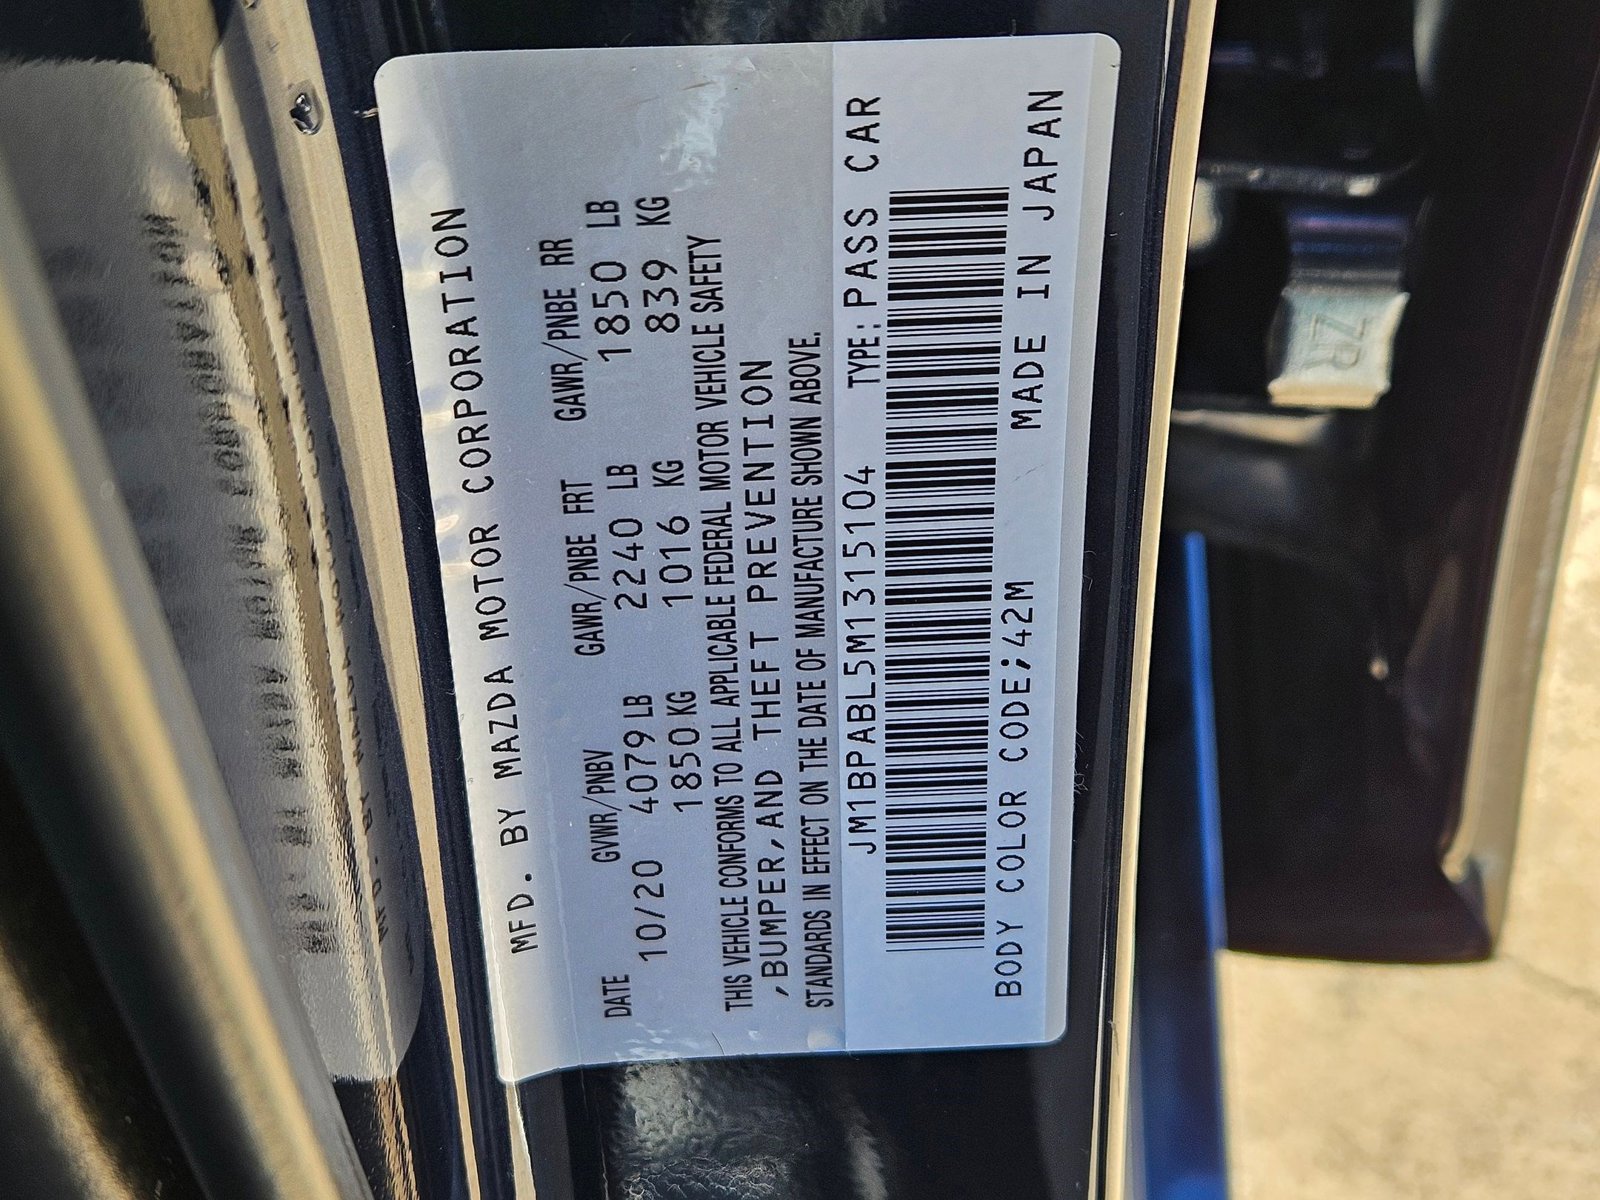 MFD. BY MAZDA MOTOR CORPORATION
DATE GVWR/PNBV GAWR/PNBE FRT GAWR/PNBE RR
10/20 4079 LB 2240 LB 1850 LB
1850 KG 1016 KG 839 KG
THIS VEHICLE CONFORMS TO ALL APPLICABLE FEDERAL MOTOR VEHICLE SAFETY
,BUMPER,AND THEFT PREVENTION
STANDARDS IN EFFECT ON THE DATE OF MANUFACTURE SHOWN ABOVE.
JM1BPABL5M1315104 TYPE:PASS CAR
BODY COLOR CODE;42M MADE IN JAPAN
ZR